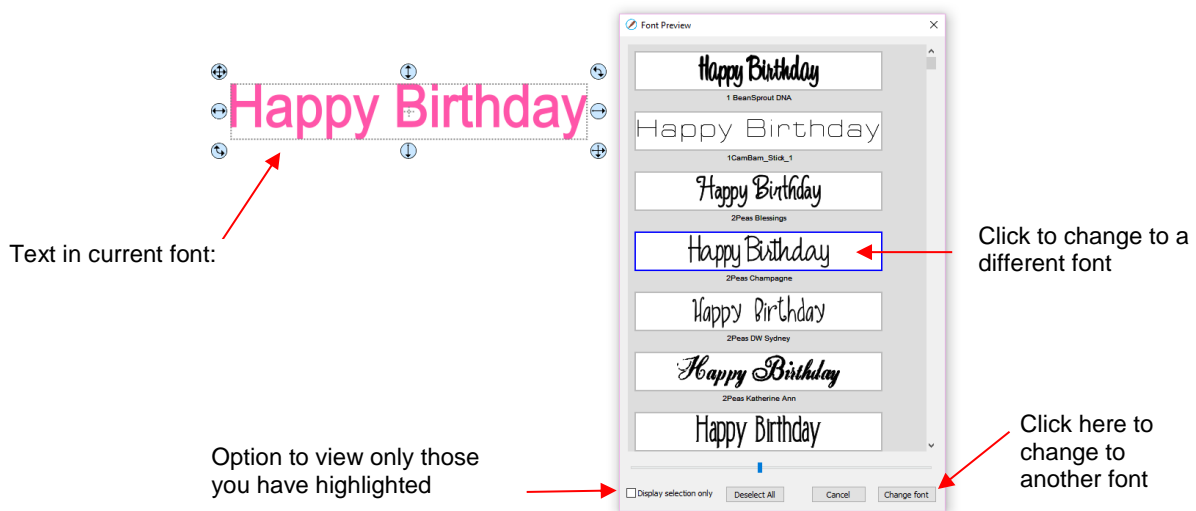 Font Preview
Happy Birthday
1 BeanSprout DNA
Happy Birthday
1CamBam_Stick_1
Happy Birthday
2Peas Blessings
Happy Birthday
2Peas Champagne
Happy Birthday
2Peas DW Sydney
Happy Birthday
2Peas Katherine Ann
Happy Birthday
Display selection only
Deselect All
Cancel
Change font
Happy Birthday
Text in current font:
Click to change to a
different font
Option to view only those
you have highlighted
Click here to
change to
another font